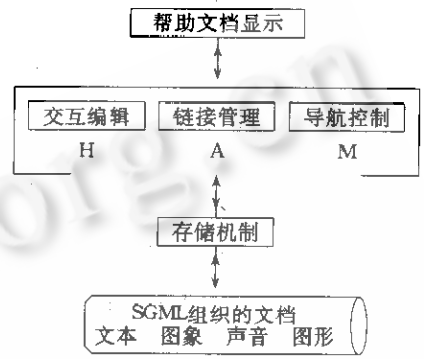 帮助文档显示
交互编辑 链接管理 导航控制
H A M
存储机制
SGML组织的文档
文本 图象 声音 图形